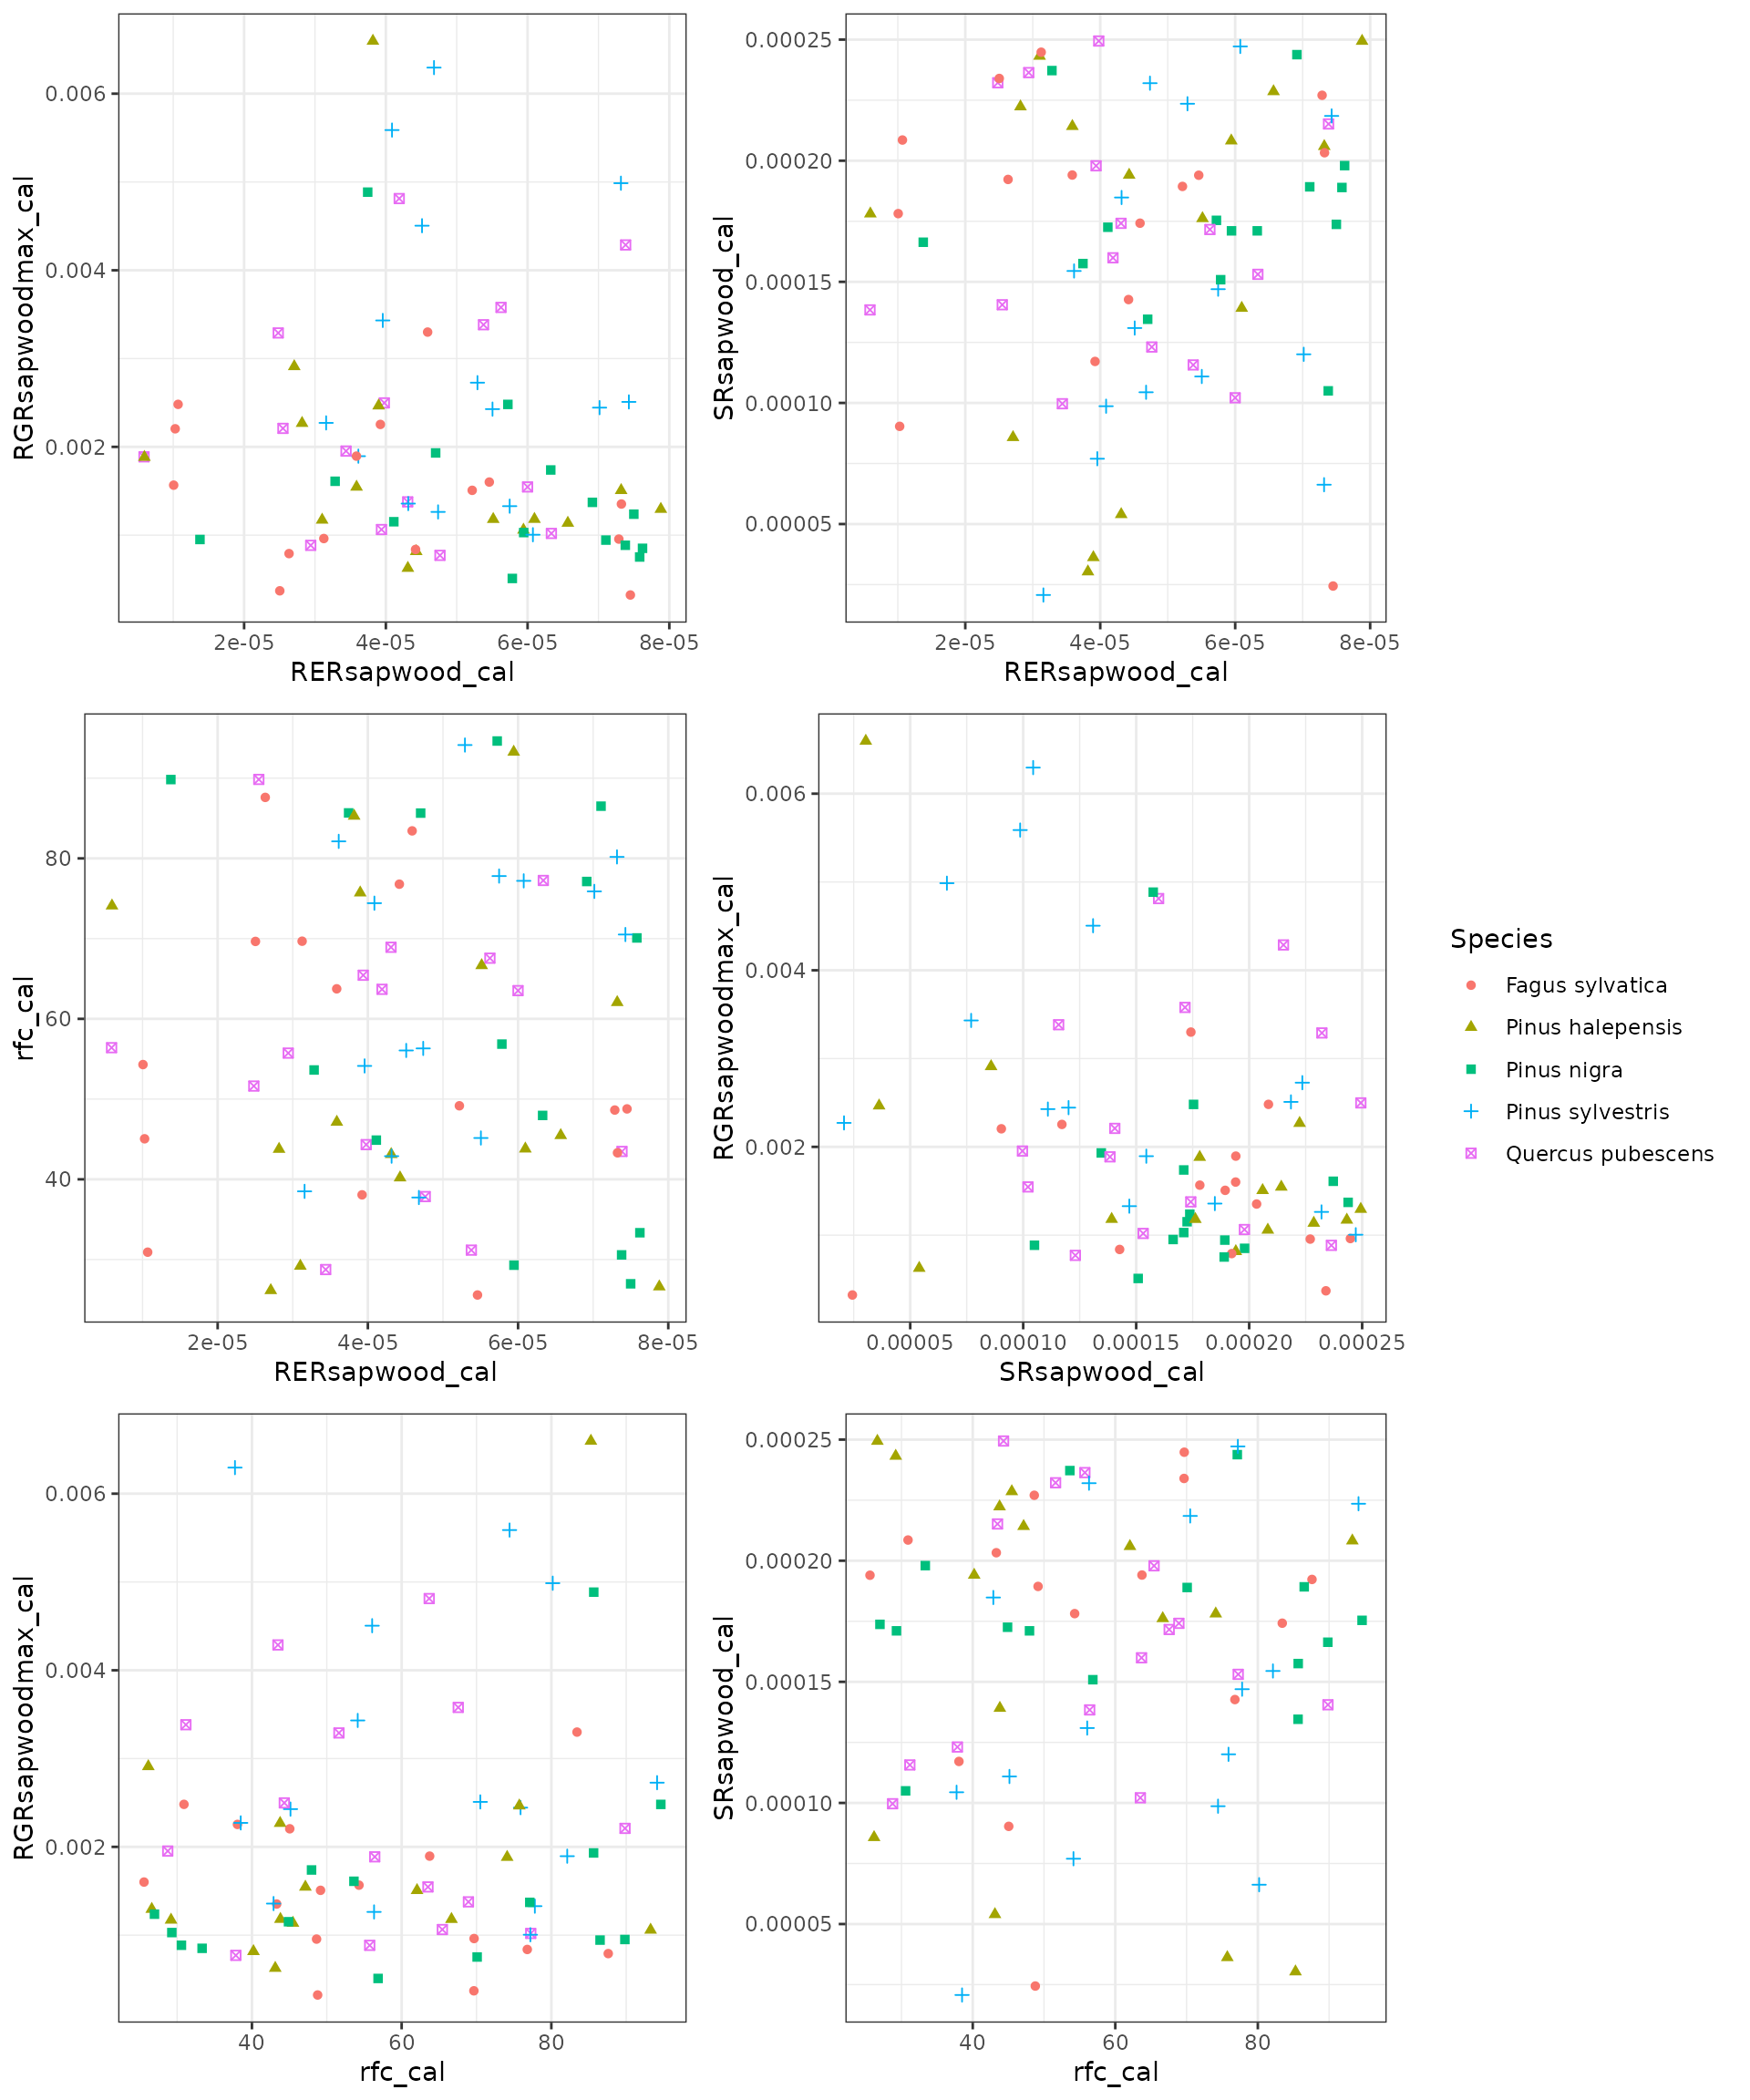 RGRsapwoodmax_cal
0.006
0.004
0.002
2e-05 4e-05 6e-05 8e-05
RERsapwood_cal
SRsapwood_cal
0.00025
0.00020
0.00015
0.00010
0.00005
2e-05 4e-05 6e-05 8e-05
RERsapwood_cal
rfc_cal
80
60
40
2e-05 4e-05 6e-05 8e-05
RERsapwood_cal
RGRsapwoodmax_cal
0.006
0.004
0.002
0.00005 0.00010 0.00015 0.00020 0.00025
SRsapwood_cal
Species
Fagus sylvatica
Pinus halepensis
Pinus nigra
Pinus sylvestris
Quercus pubescens
RGRsapwoodmax_cal
0.006
0.004
0.002
40 60 80
rfc_cal
SRsapwood_cal
0.00025
0.00020
0.00015
0.00010
0.00005
40 60 80
rfc_cal